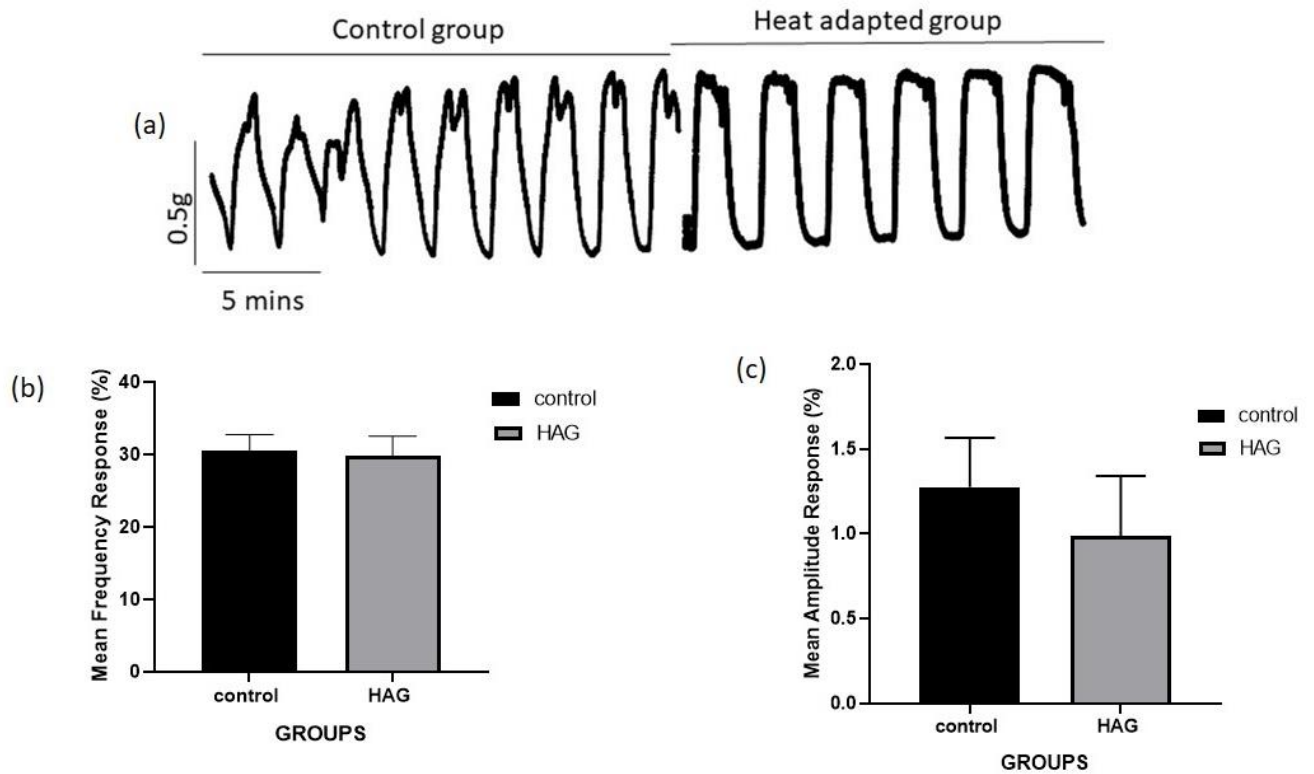 Control group
Heat adapted group
(a)
0.5g
5 mins
(b)
Mean Frequency Response (%)
40
30
20
10
0
control
HAG
GROUPS
control
HAG
(c)
Mean Amplitude Response (%)
2.0
1.5
1.0
0.5
0.0
control
HAG
GROUPS
control
HAG